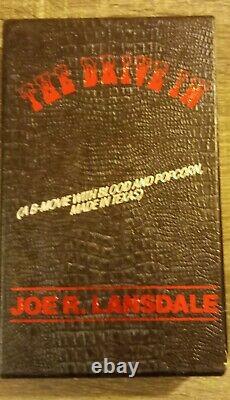 THE DRIVE IN
(A B-MOVIE WITH BLOOD AND POPCORN,
MADE IN TEXAS)
JOE R. LANSDALE